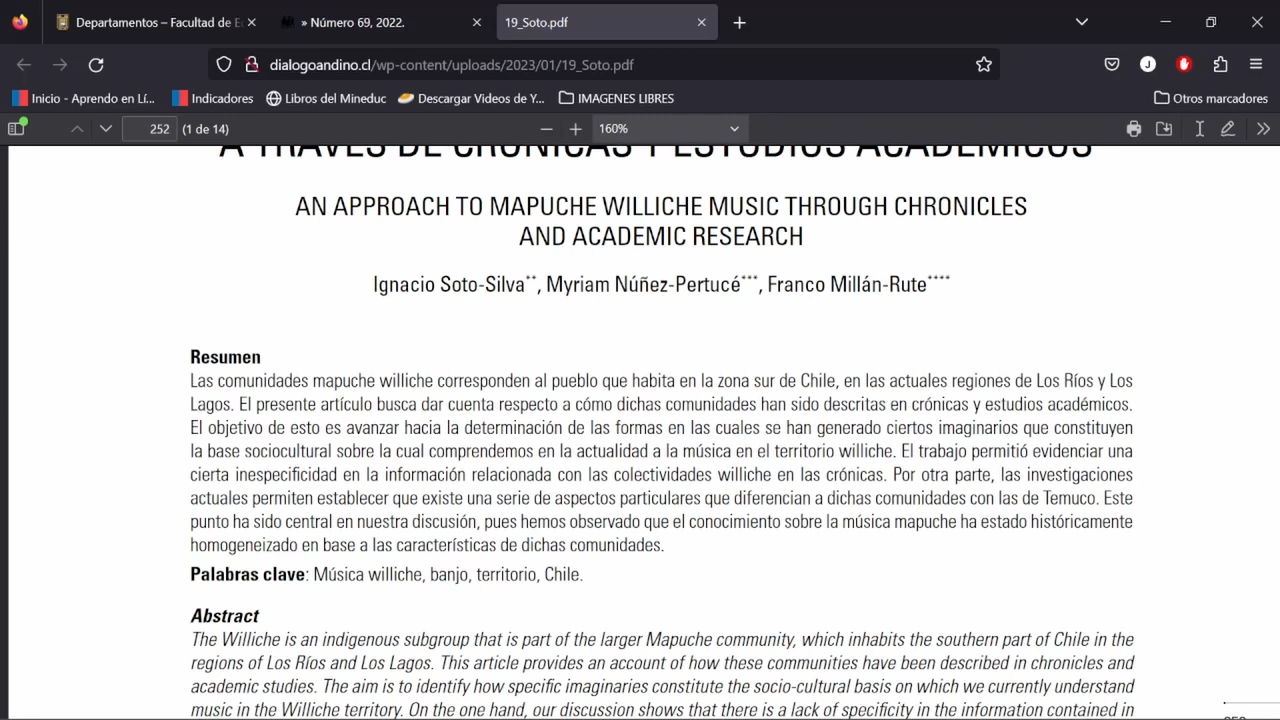 Departamentos – Facultad de E
» Número 69, 2022.
19_Soto.pdf
dialogoandino.cl/wp-content/uploads/2023/01/19_Soto.pdf
J
Inicio - Aprendo en Lí...
Indicadores
Libros del Mineduc
Descargar Videos de Y...
IMAGENES LIBRES
Otros marcadores
252 (1 de 14)
160%
A TRAVÉS DE CRÓNICAS Y ESTUDIOS ACADÉMICOS
AN APPROACH TO MAPUCHE WILLICHE MUSIC THROUGH CHRONICLES
AND ACADEMIC RESEARCH
Ignacio Soto-Silva**, Myriam Núñez-Pertucé***, Franco Millán-Rute****
Resumen
Las comunidades mapuche williche corresponden al pueblo que habita en la zona sur de Chile, en las actuales regiones de Los Ríos y Los
Lagos. El presente artículo busca dar cuenta respecto a cómo dichas comunidades han sido descritas en crónicas y estudios académicos.
El objetivo de esto es avanzar hacia la determinación de las formas en las cuales se han generado ciertos imaginarios que constituyen
la base sociocultural sobre la cual comprendemos en la actualidad a la música en el territorio williche. El trabajo permitió evidenciar una
cierta inespecificidad en la información relacionada con las colectividades williche en las crónicas. Por otra parte, las investigaciones
actuales permiten establecer que existe una serie de aspectos particulares que diferencian a dichas comunidades con las de Temuco. Este
punto ha sido central en nuestra discusión, pues hemos observado que el conocimiento sobre la música mapuche ha estado históricamente
homogeneizado en base a las características de dichas comunidades.
Palabras clave: Música williche, banjo, territorio, Chile.
Abstract
The Williche is an indigenous subgroup that is part of the larger Mapuche community, which inhabits the southern part of Chile in the
regions of Los Ríos and Los Lagos. This article provides an account of how these communities have been described in chronicles and
academic studies. The aim is to identify how specific imaginaries constitute the socio-cultural basis on which we currently understand
music in the Williche territory. On the one hand, our discussion shows that there is a lack of specificity in the information contained in